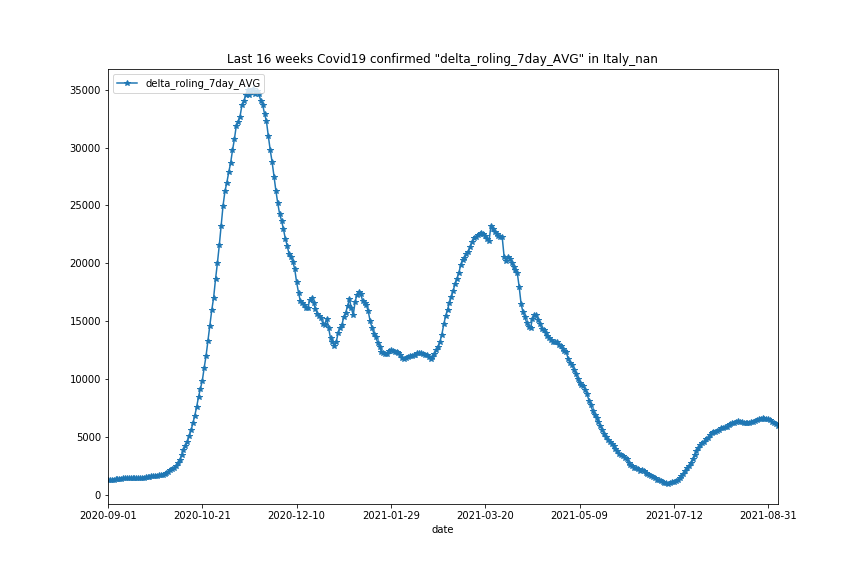 Last 16 weeks Covid19 confirmed "delta_roling_7day_AVG" in Italy_nan
delta_roling_7day_AVG
35000
30000
25000
20000
15000
10000
5000
0
2020-09-01 2020-10-21 2020-12-10 2021-01-29 2021-03-20 2021-05-09 2021-07-12 2021-08-31
date